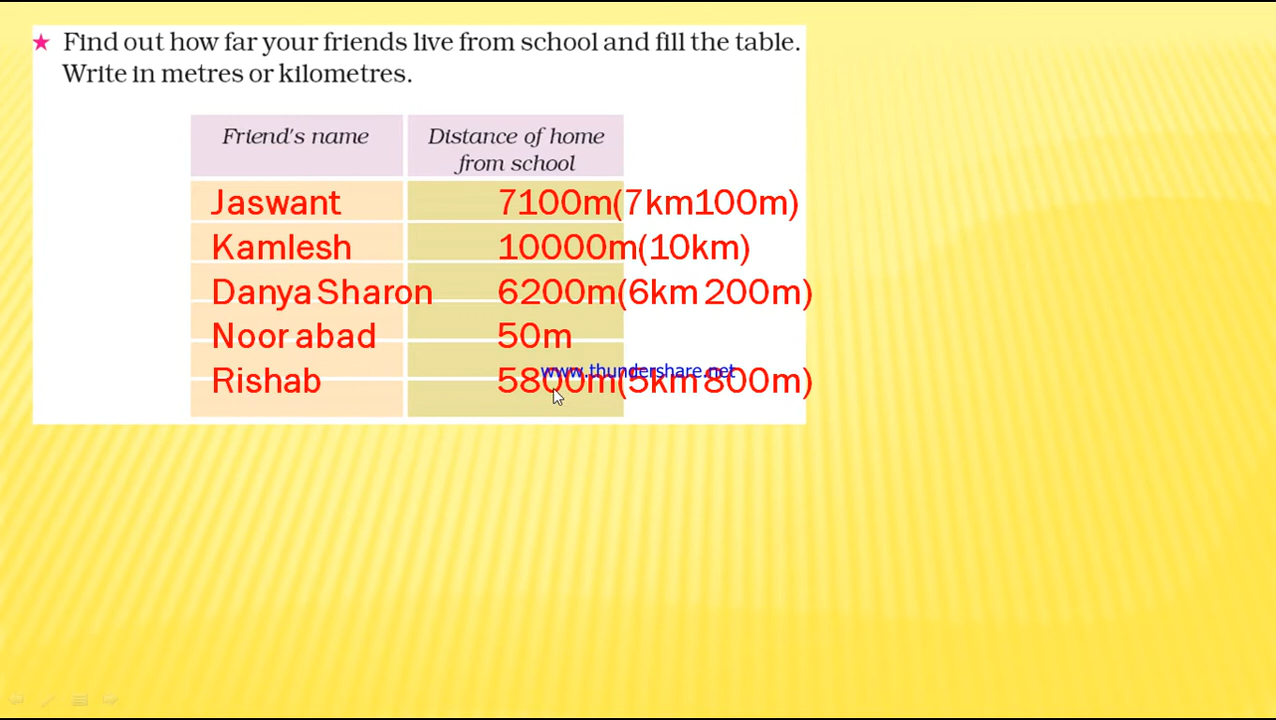 ★ Find out how far your friends live from school and fill the table.
Write in metres or kilometres.
Friend's name Distance of home
from school
Jaswant 7100m(7km100m)
Kamlesh 10000m(10km)
Danya Sharon 6200m(6km 200m)
Noor abad 50m
www.thundershare.net
Rishab 5800m(5km 800m)